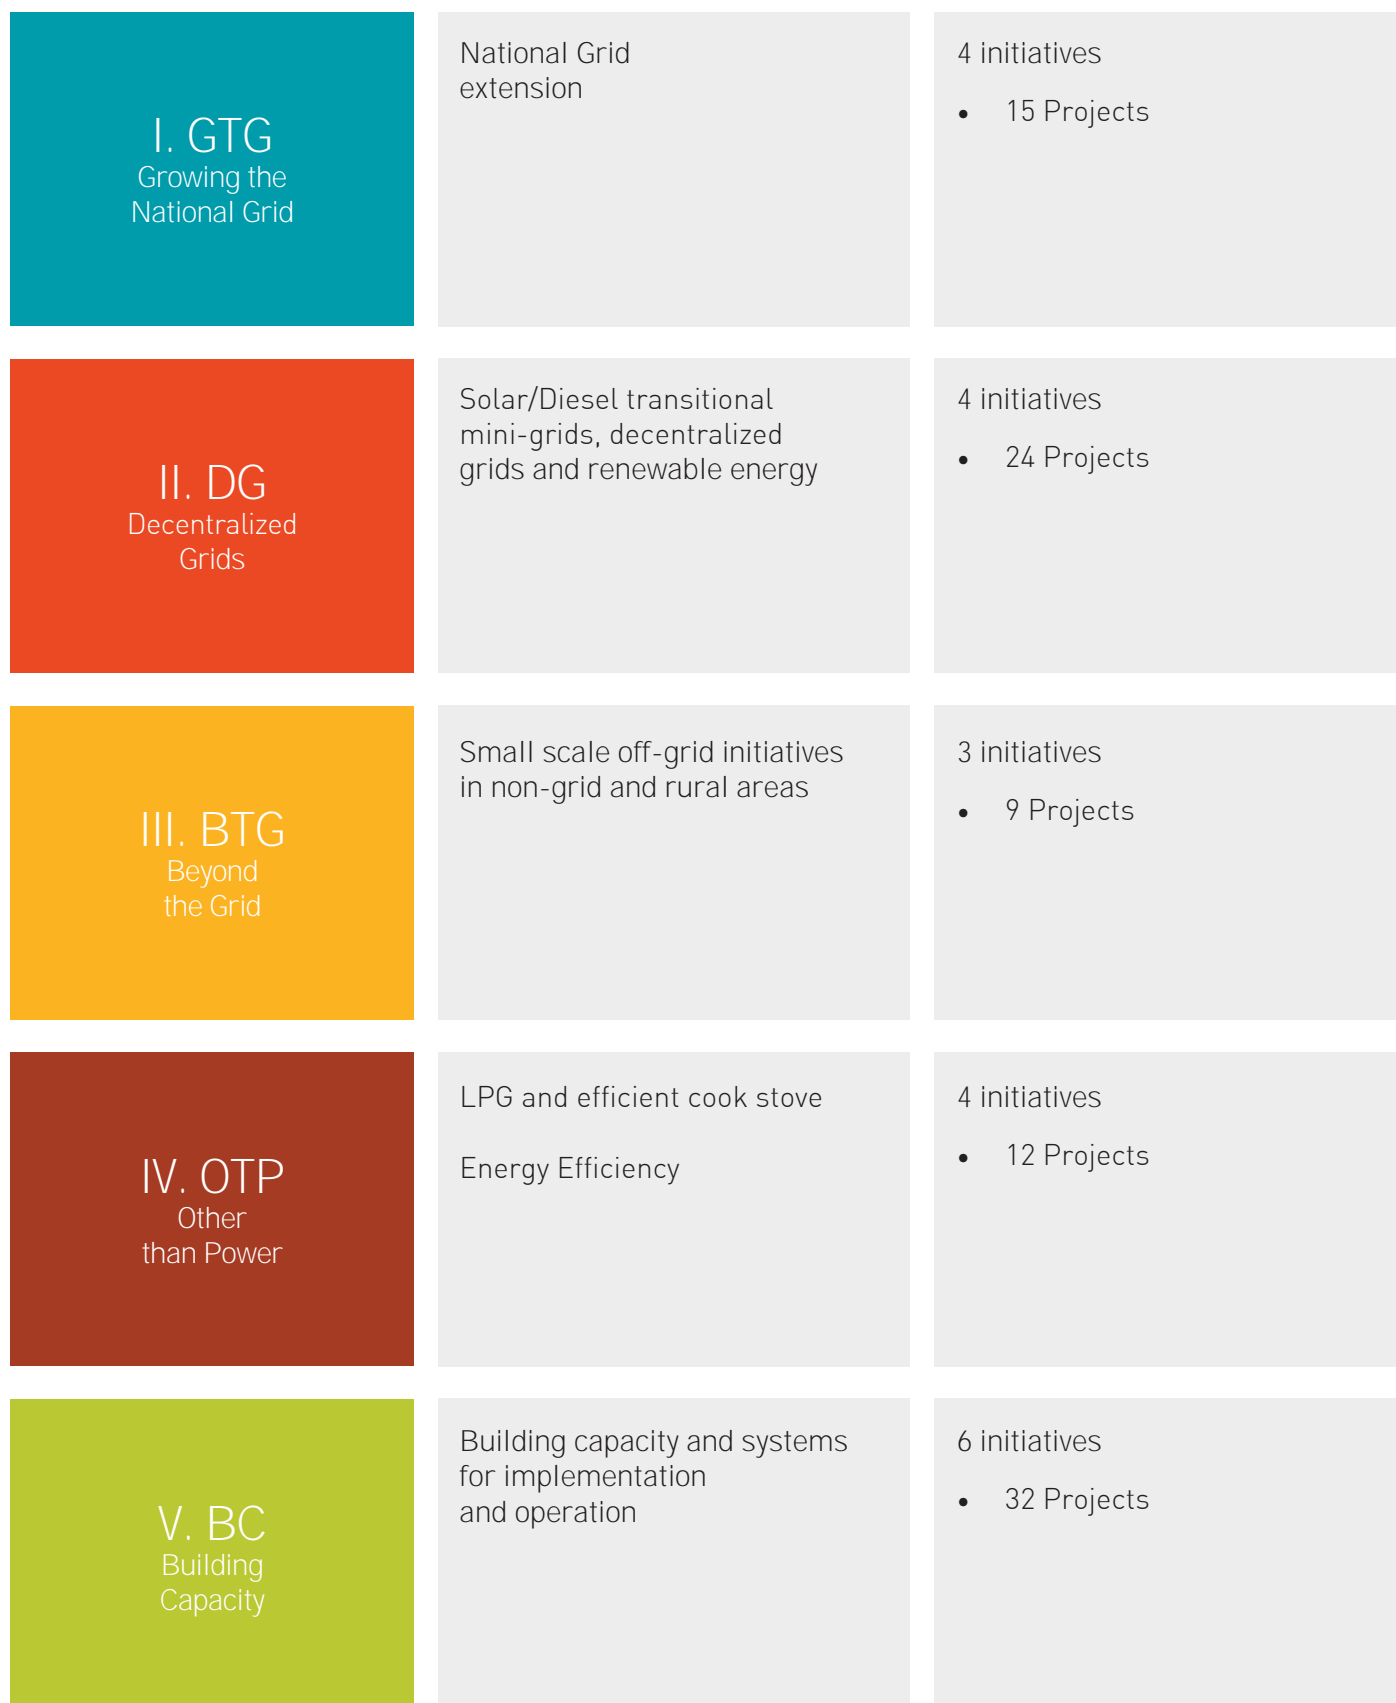 I. GTG
Growing the
National Grid
National Grid
extension
4 initiatives
• 15 Projects
II. DG
Decentralized
Grids
Solar/Diesel transitional
mini-grids, decentralized
grids and renewable energy
4 initiatives
• 24 Projects
III. BTG
Beyond
the Grid
Small scale off-grid initiatives
in non-grid and rural areas
3 initiatives
• 9 Projects
IV. OTP
Other
than Power
LPG and efficient cook stove
Energy Efficiency
4 initiatives
• 12 Projects
V. BC
Building
Capacity
Building capacity and systems
for implementation
and operation
6 initiatives
• 32 Projects